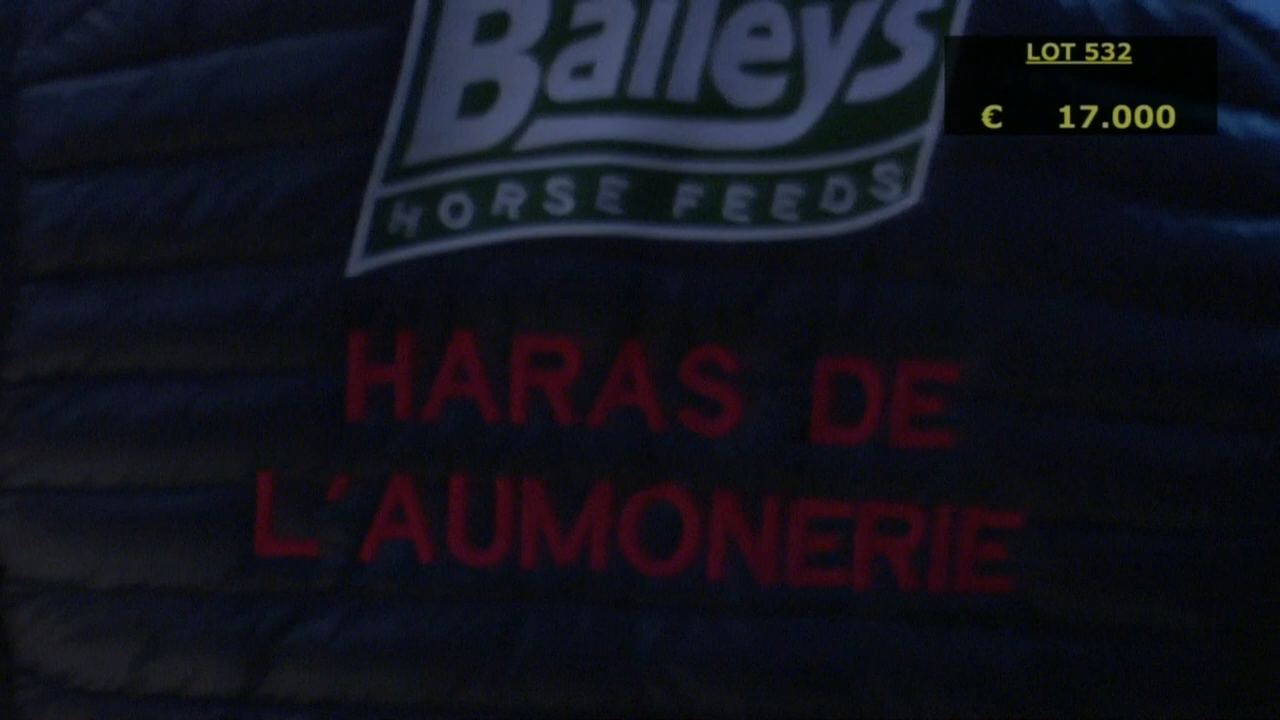 Baileys
HORSE FEEDS
LOT 532
€ 17.000
HARAS DE
L'AUMONERIE